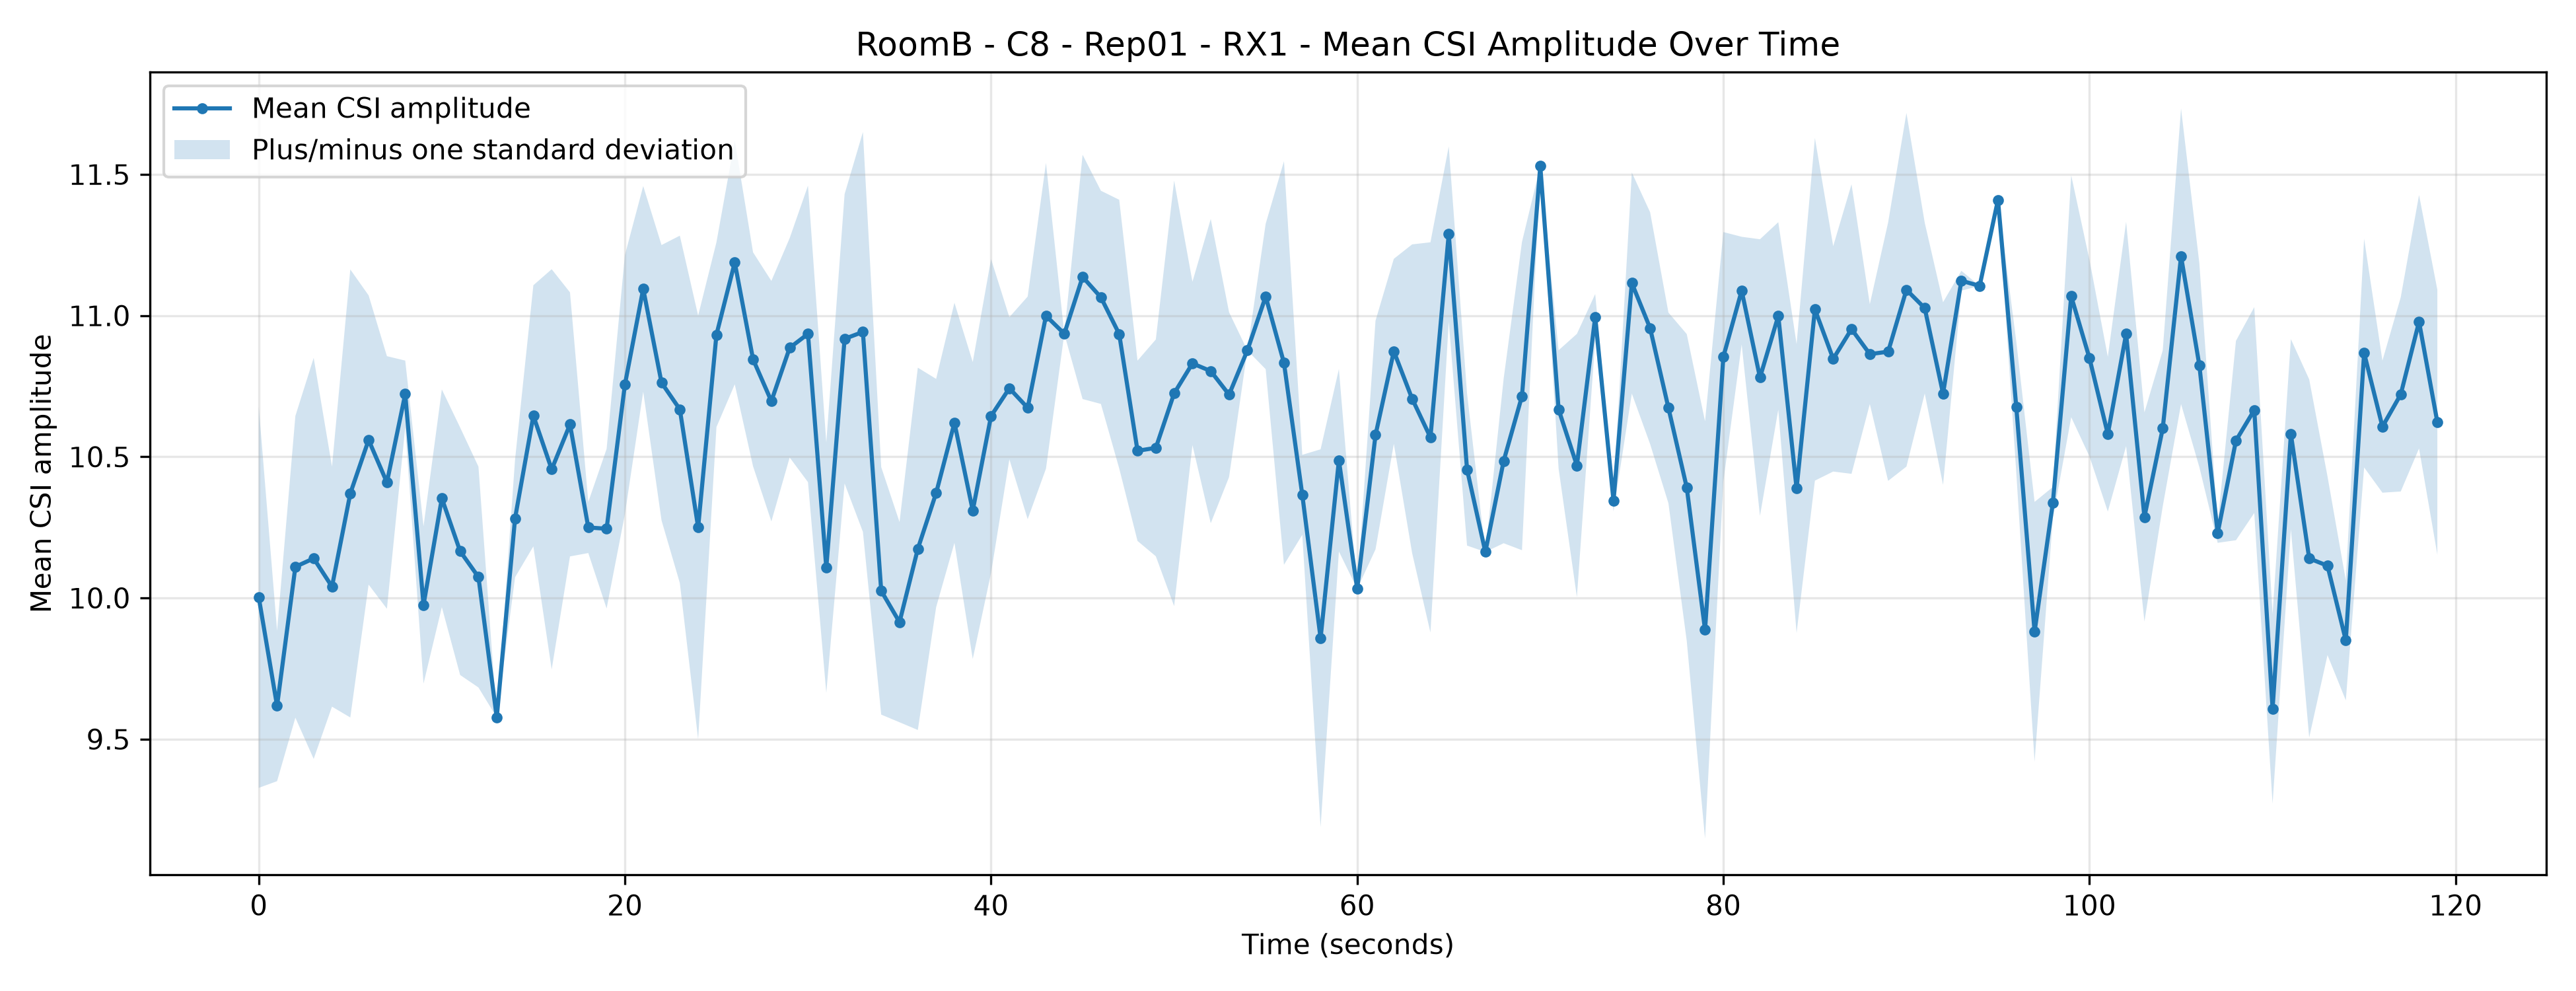 RoomB - C8 - Rep01 - RX1 - Mean CSI Amplitude Over Time
Mean CSI amplitude
Plus/minus one standard deviation
Mean CSI amplitude
11.5
11.0
10.5
10.0
9.5
0
20
40
60
80
100
120
Time (seconds)